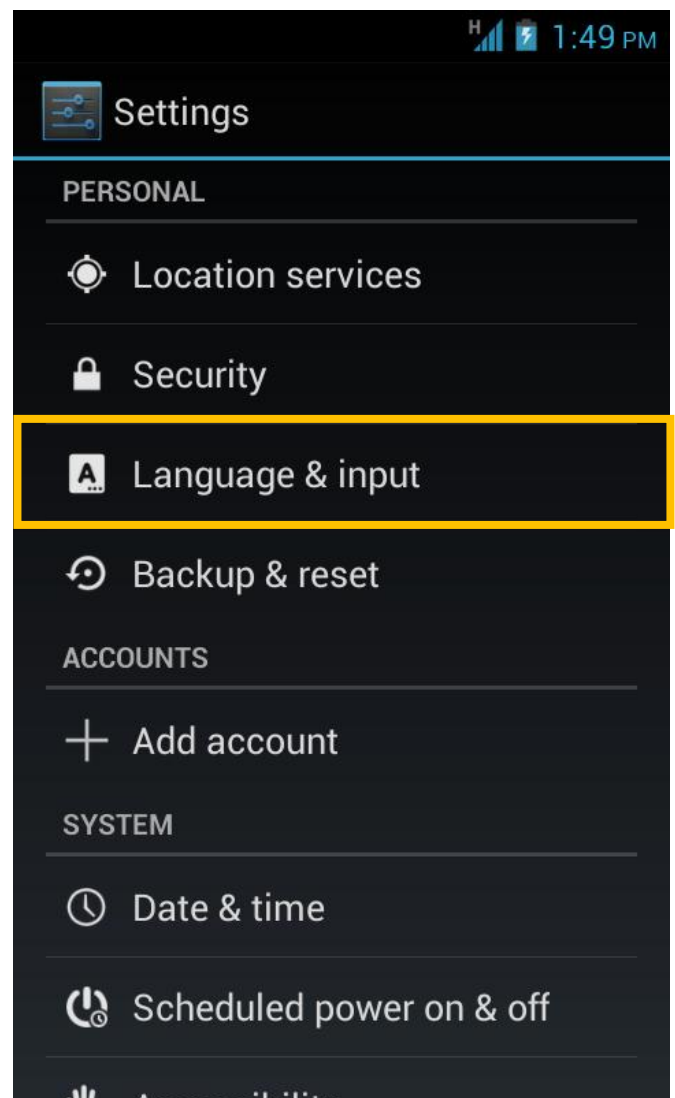 H 1:49 PM
Settings
PERSONAL
Location services
Security
A Language & input
Backup & reset
ACCOUNTS
Add account
SYSTEM
Date & time
Scheduled power on & off